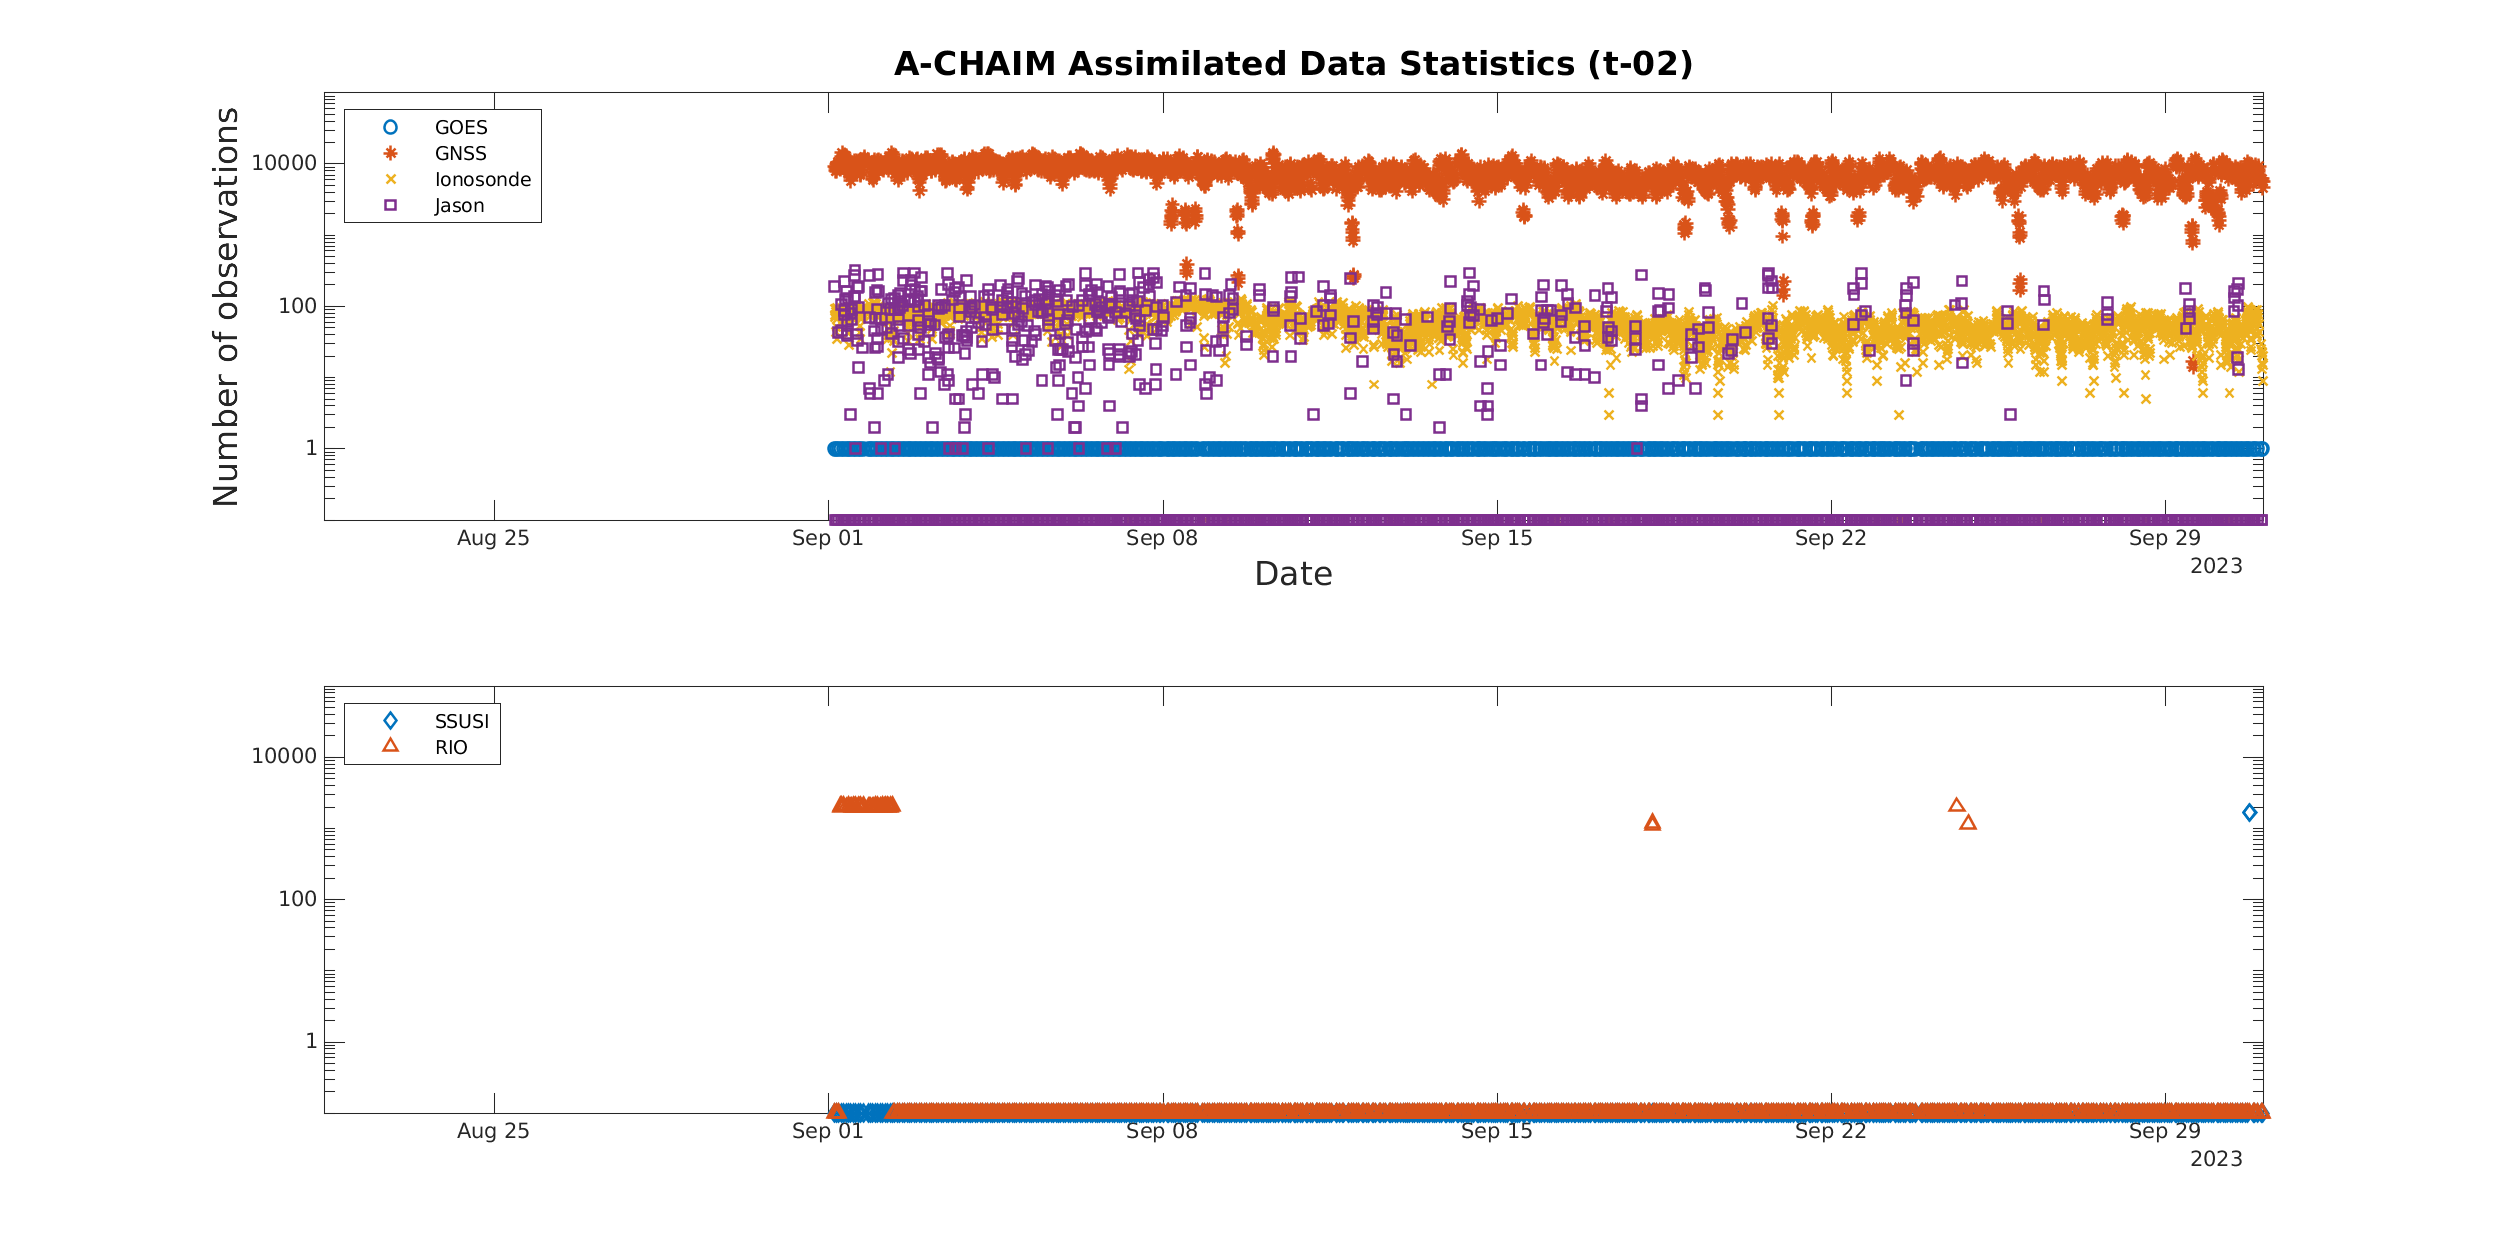 A-CHAIM Assimilated Data Statistics (t-02)
Number of observations
10000
100
1
GOES
GNSS
Ionosonde
Jason
Aug 25
Sep 01
Sep 08
Sep 15
Sep 22
Sep 29
2023
Date
10000
100
1
SSUSI
RIO
Aug 25
Sep 01
Sep 08
Sep 15
Sep 22
Sep 29
2023